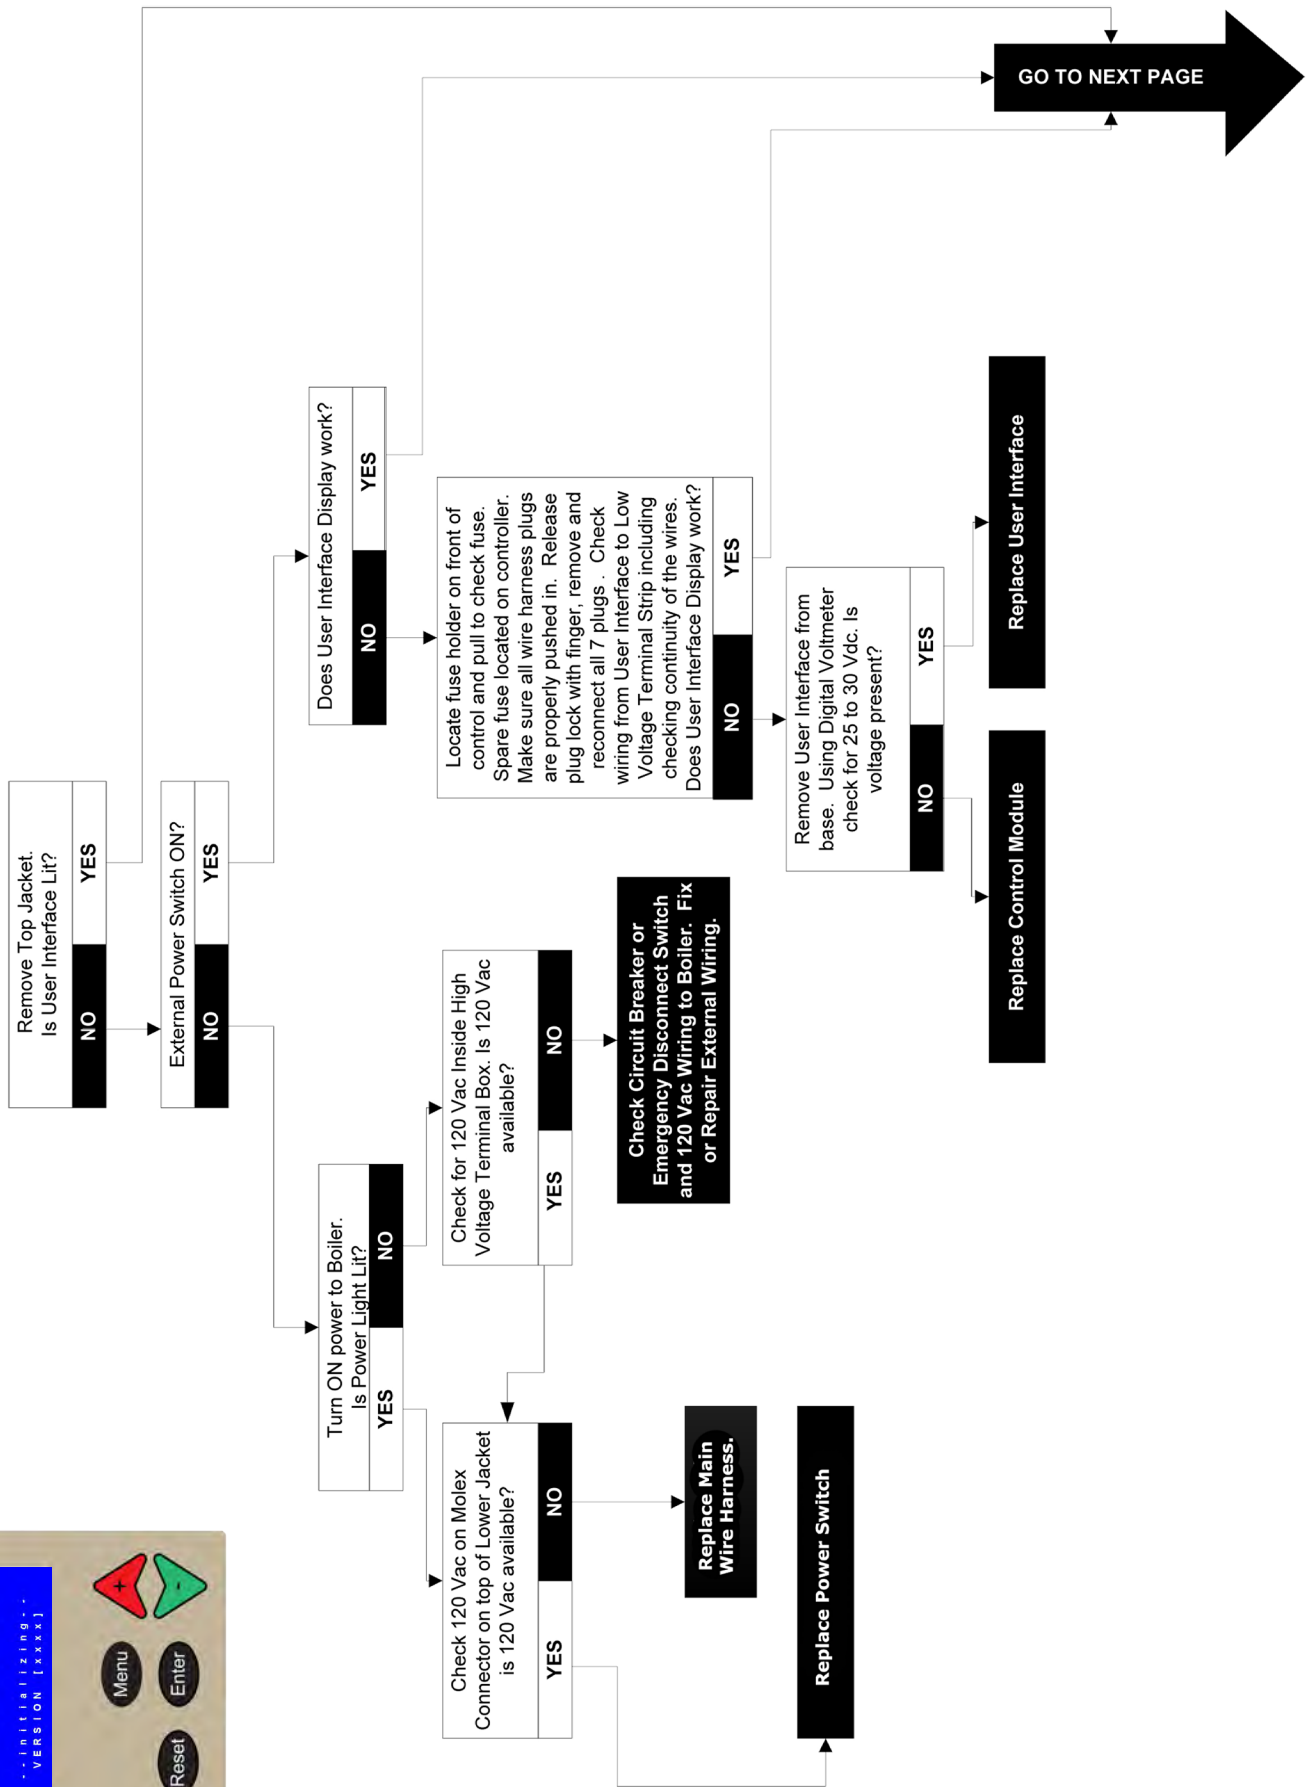 --initializing--
VERSION [xxxx]
Menu
Reset
Enter
+
-
Remove Top Jacket.
Is User Interface Lit?
NO
YES
External Power Switch ON?
NO
YES
Turn ON power to Boiler.
Is Power Light Lit?
YES
NO
Does User Interface Display work?
NO
YES
Check 120 Vac on Molex
Connector on top of Lower Jacket
is 120 Vac available?
YES
NO
Check for 120 Vac Inside High
Voltage Terminal Box. Is 120 Vac
available?
YES
NO
Locate fuse holder on front of
control and pull to check fuse.
Spare fuse located on controller.
Make sure all wire harness plugs
are properly pushed in. Release
plug lock with finger, remove and
reconnect all 7 plugs . Check
wiring from User Interface to Low
Voltage Terminal Strip including
checking continuity of the wires.
Does User Interface Display work?
NO
YES
Replace Main
Wire Harness.
Check Circuit Breaker or
Emergency Disconnect Switch
and 120 Vac Wiring to Boiler. Fix
or Repair External Wiring.
Remove User Interface from
base. Using Digital Voltmeter
check for 25 to 30 Vdc. Is
voltage present?
NO
YES
Replace Power Switch
Replace Control Module
Replace User Interface
GO TO NEXT PAGE